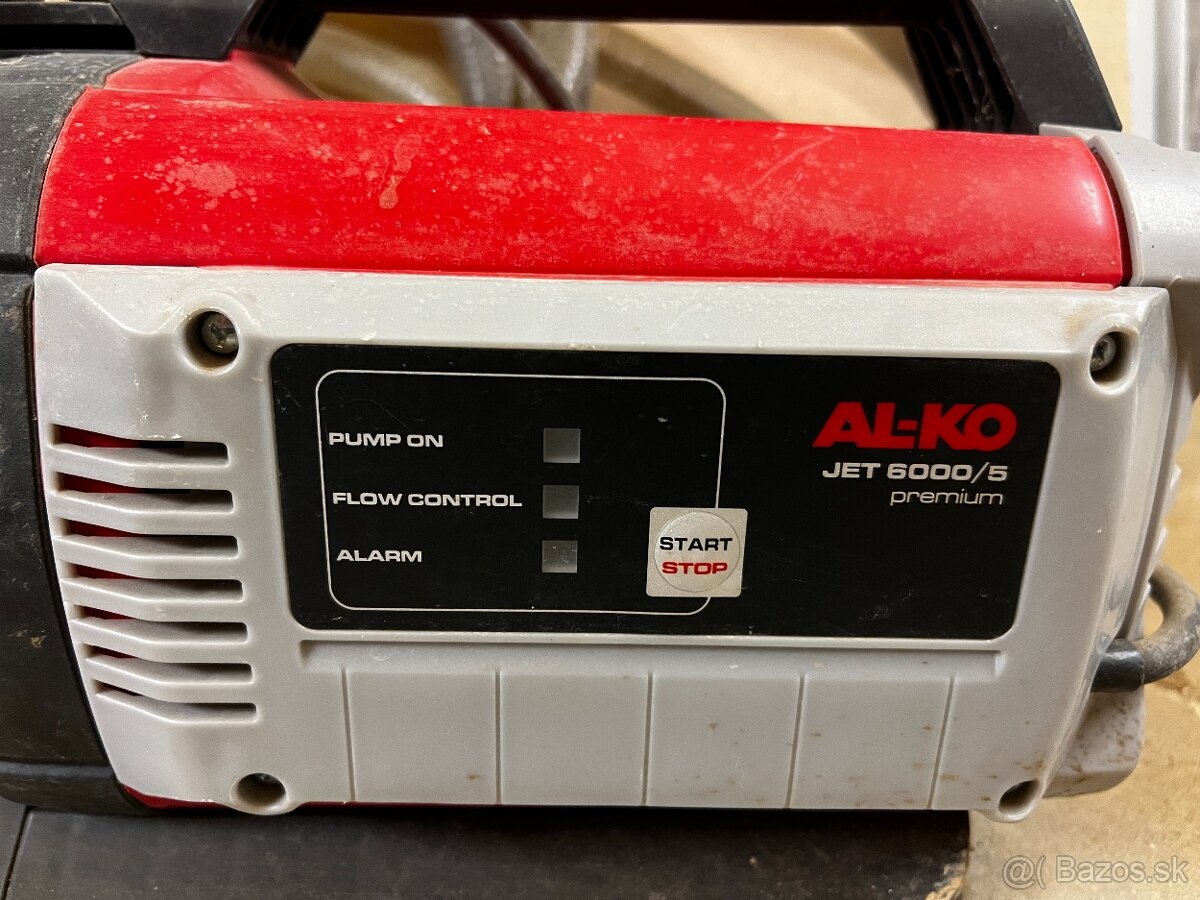 PUMP ON
FLOW CONTROL
ALARM
START
STOP
AL-KO
JET 6000/5
premium
@( Bazos.sk